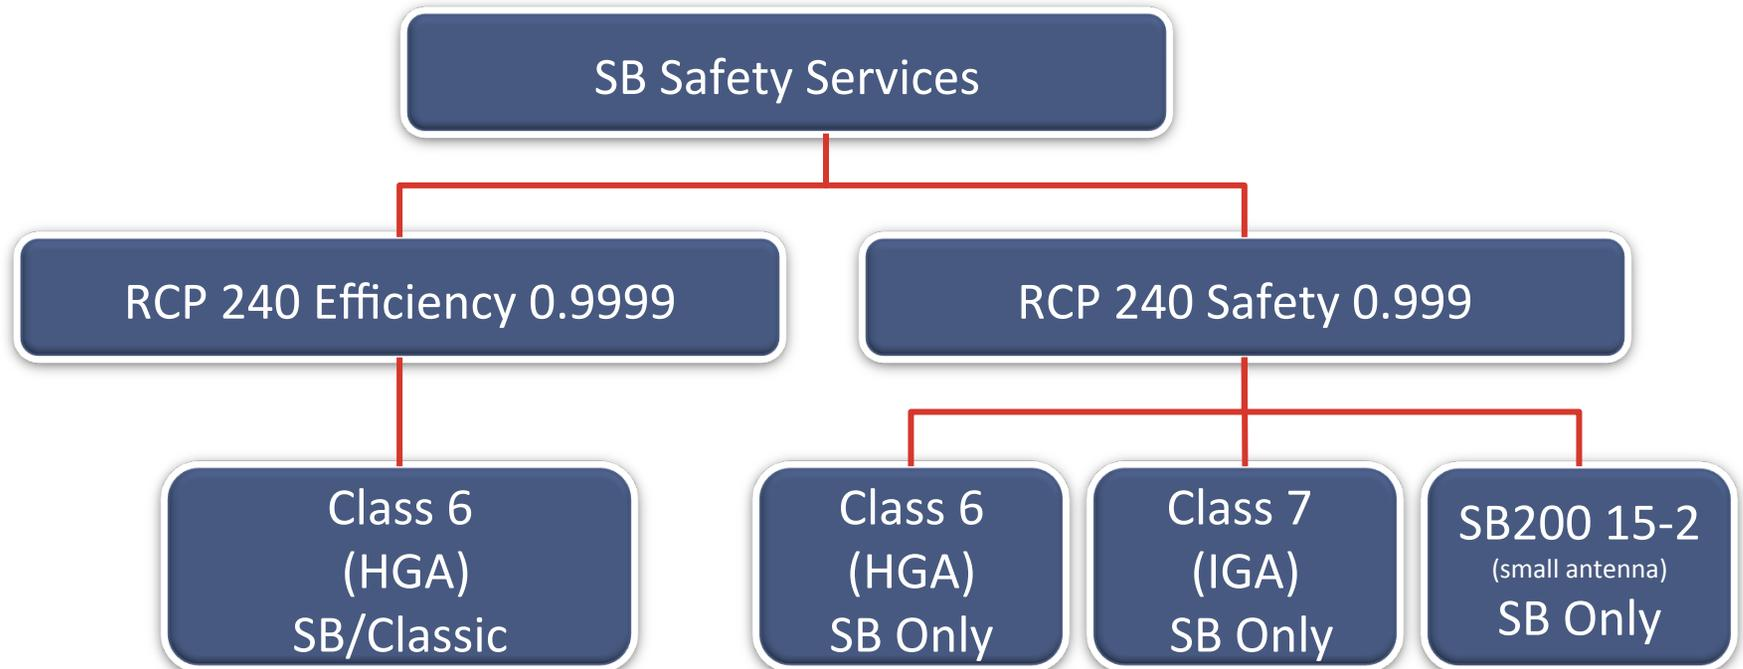 SB Safety Services
RCP 240 Efficiency 0.9999
RCP 240 Safety 0.999
Class 6
(HGA)
SB/Classic
Class 6
(HGA)
SB Only
Class 7
(IGA)
SB Only
SB200 15-2
(small antenna)
SB Only